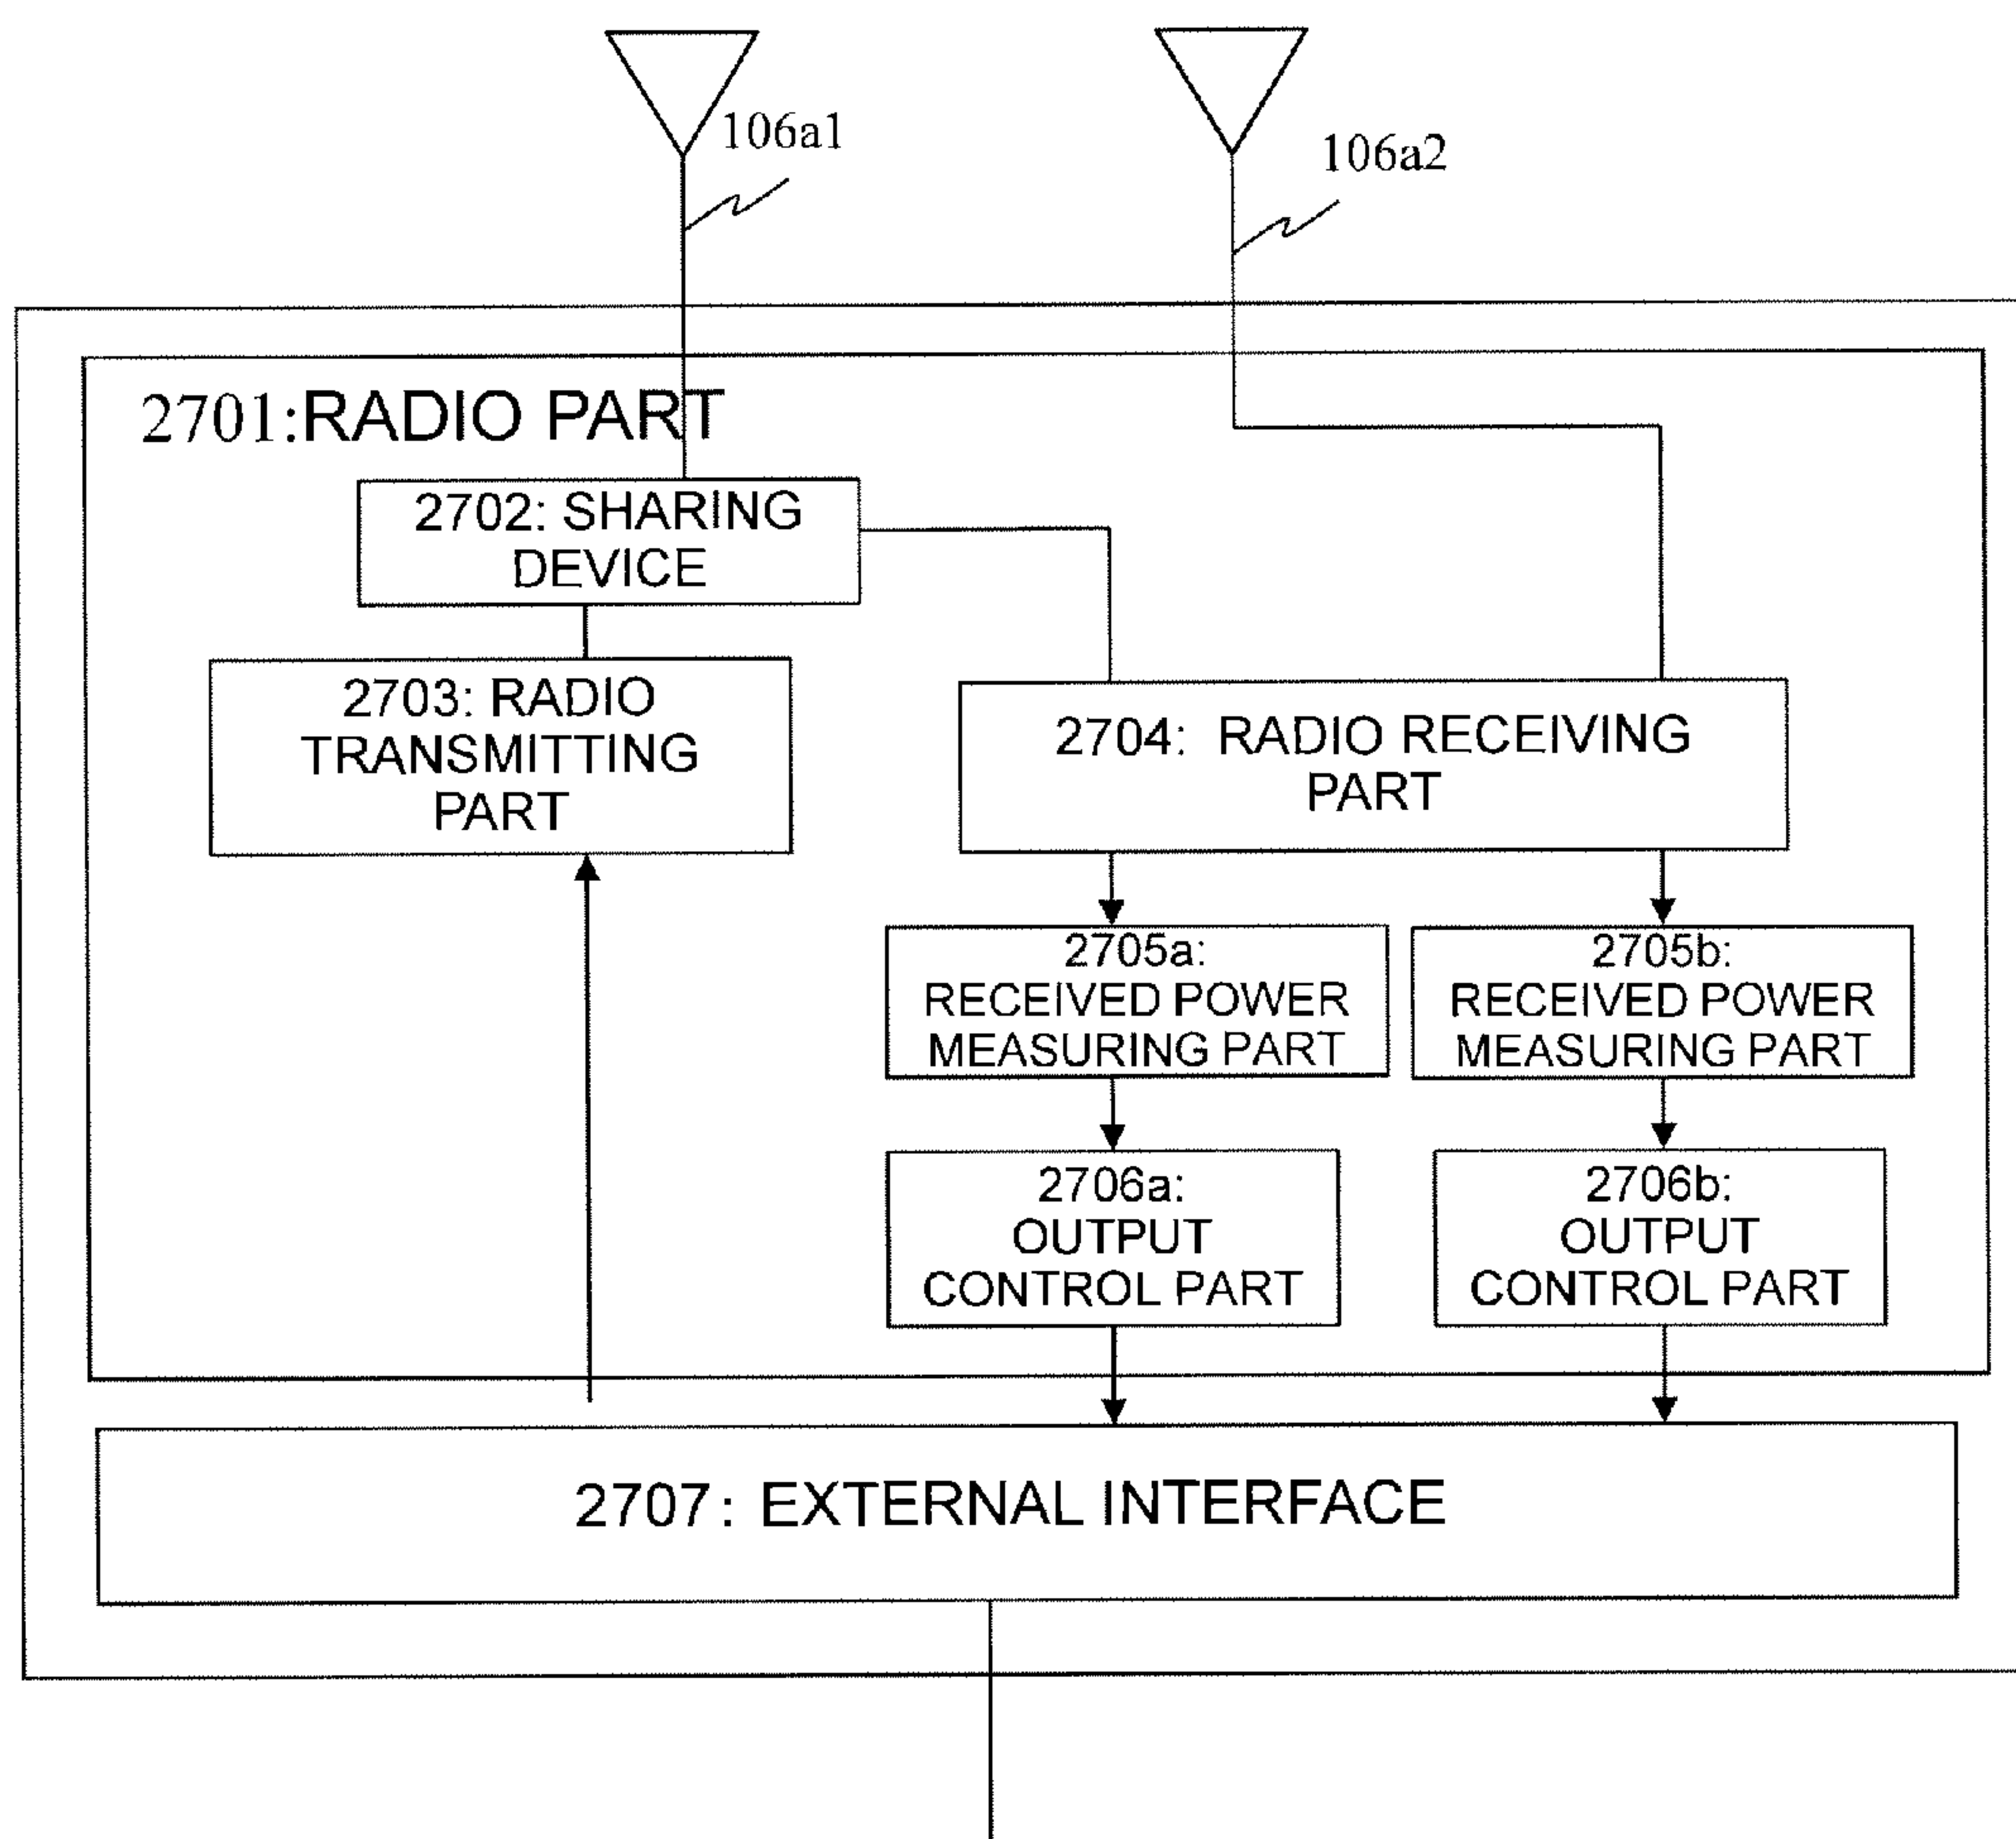 106a1
106a2
2701:RADIO PART
2702: SHARING
DEVICE
2703: RADIO
TRANSMITTING
PART
2704: RADIO RECEIVING
PART
2705a:
RECEIVED POWER
MEASURING PART
2705b:
RECEIVED POWER
MEASURING PART
2706a:
OUTPUT
CONTROL PART
2706b:
OUTPUT
CONTROL PART
2707: EXTERNAL INTERFACE